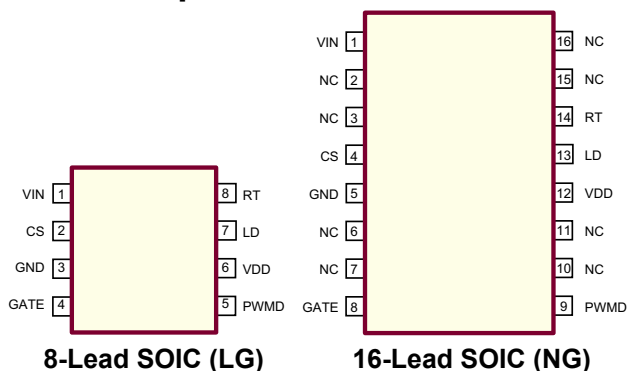 VIN 1
CS 2
GND 3
GATE 4
8 RT
7 LD
6 VDD
5 PWMD
8-Lead SOIC (LG)
VIN 1
NC 2
NC 3
CS 4
GND 5
NC 6
NC 7
GATE 8
16 NC
15 NC
14 RT
13 LD
12 VDD
11 NC
10 NC
9 PWMD
16-Lead SOIC (NG)